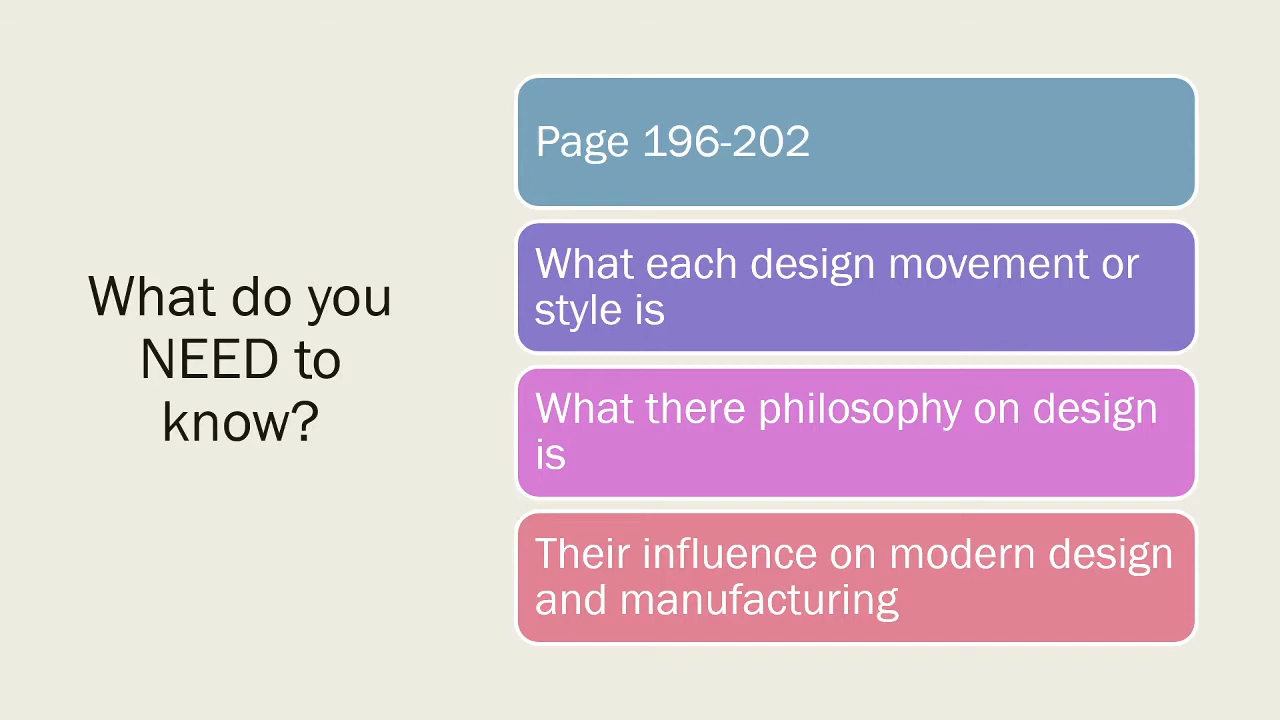 What do you
NEED to
know?
Page 196-202
What each design movement or
style is
What there philosophy on design
is
Their influence on modern design
and manufacturing